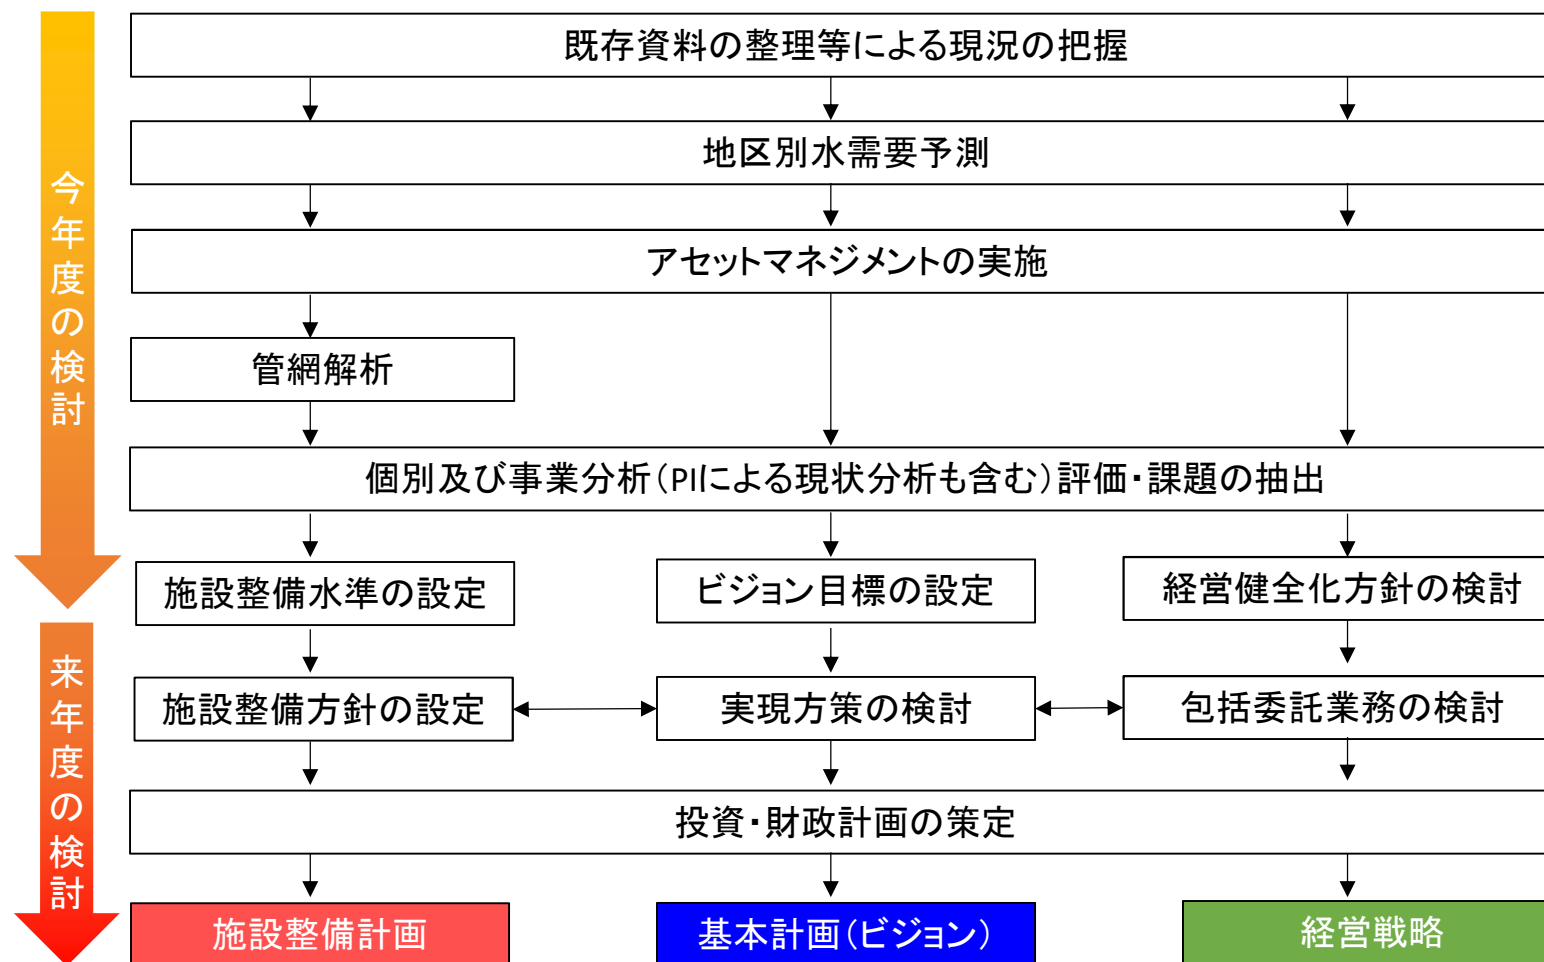 既存資料の整理等による現況の把握
地区別水需要予測
アセットマネジメントの実施
管網解析
個別及び事業分析（PIによる現状分析も含む）評価・課題の抽出
今年度の検討
施設整備水準の設定
ビジョン目標の設定
経営健全化方針の検討
施設整備方針の設定
実現方策の検討
包括委託業務の検討
投資・財政計画の策定
来年度の検討
施設整備計画
基本計画（ビジョン）
経営戦略